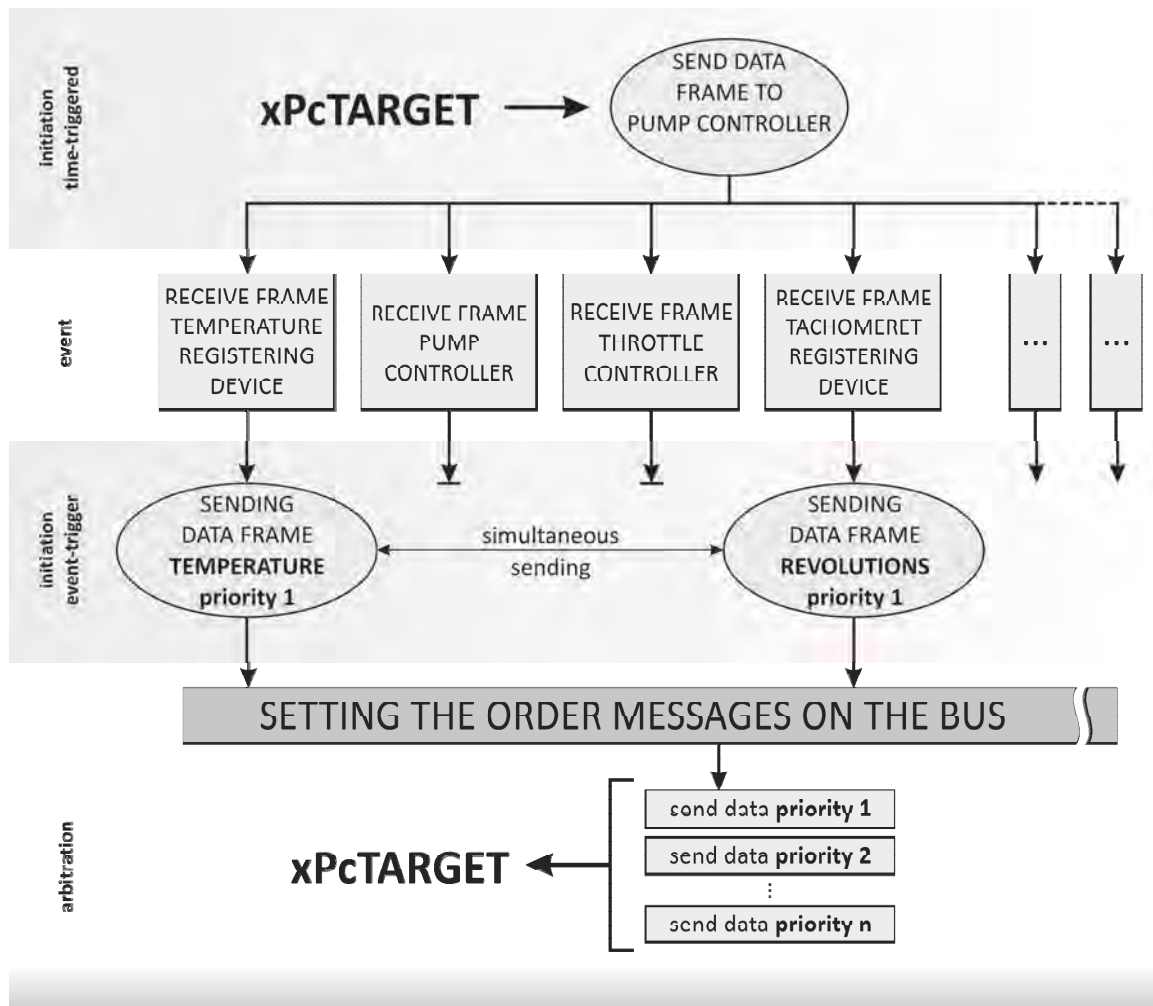 initiation
time-triggered
xPcTARGET
SEND DATA
FRAME TO
PUMP CONTROLLER
event
RECEIVE FRAME
TEMPERATURE
REGISTERING
DEVICE
RECEIVE FRAME
PUMP
CONTROLLER
RECEIVE FRAME
THROTTLE
CONTROLLER
RECEIVE FRAME
TACHOMERET
REGISTERING
DEVICE
...
...
initiation
event-trigger
SENDING
DATA FRAME
TEMPERATURE
priority 1
simultaneous
sending
SENDING
DATA FRAME
REVOLUTIONS
priority 1
SETTING THE ORDER MESSAGES ON THE BUS
arbitration
xPcTARGET
send data priority 1
send data priority 2
...
send data priority n